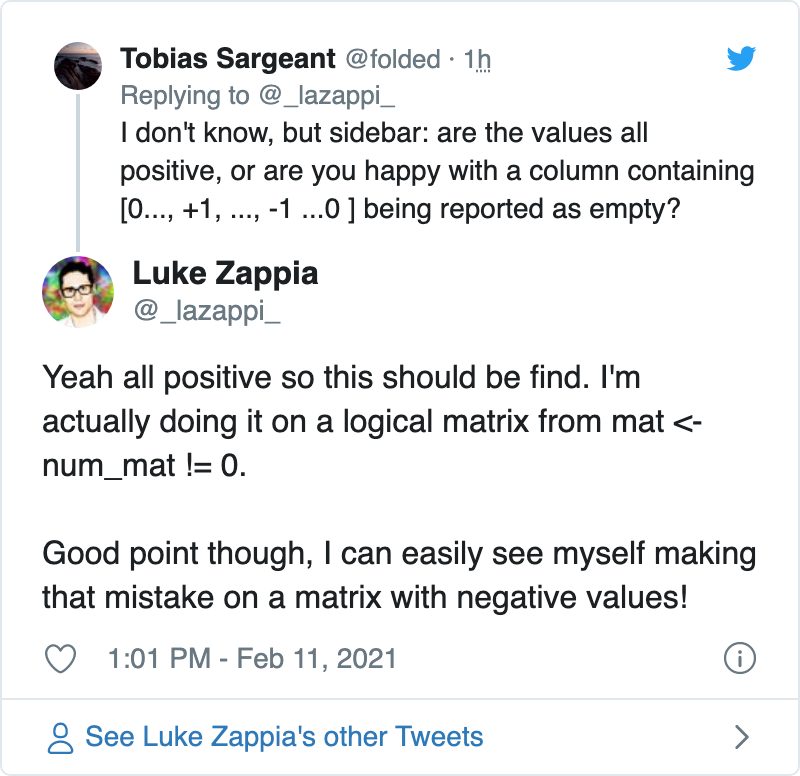 Tobias Sargeant @folded · 1h
Replying to @_lazappi_
I don't know, but sidebar: are the values all
positive, or are you happy with a column containing
[0..., +1, ..., -1 ...0 ] being reported as empty?
Luke Zappia
@_lazappi_
Yeah all positive so this should be find. I'm
actually doing it on a logical matrix from mat <-
num_mat != 0.
Good point though, I can easily see myself making
that mistake on a matrix with negative values!
1:01 PM - Feb 11, 2021
See Luke Zappia's other Tweets